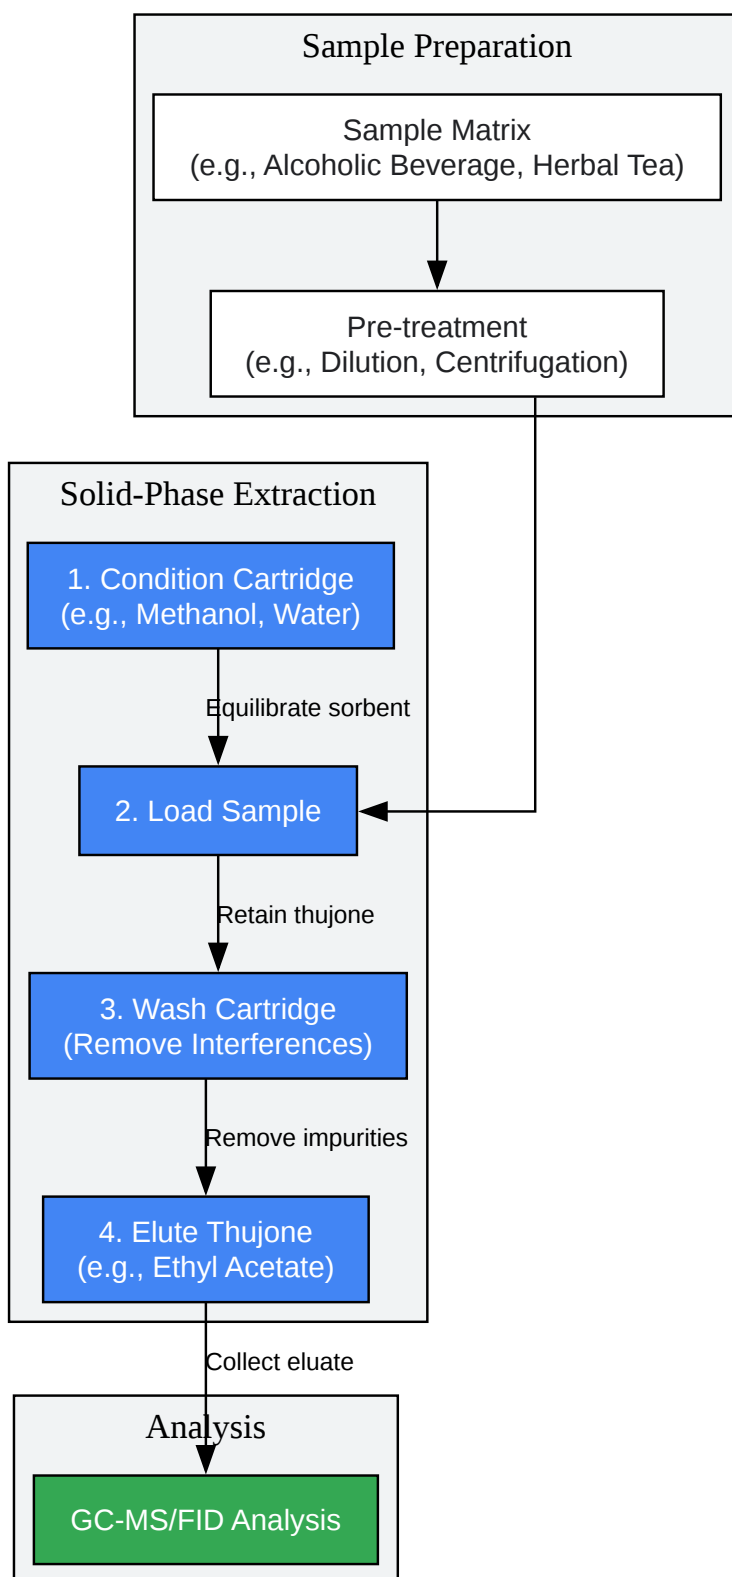 Sample Preparation
Sample Matrix
(e.g., Alcoholic Beverage, Herbal Tea)
Pre-treatment
(e.g., Dilution, Centrifugation)
Solid-Phase Extraction
1. Condition Cartridge
(e.g., Methanol, Water)
Equilibrate sorbent
2. Load Sample
Retain thujone
3. Wash Cartridge
(Remove Interferences)
Remove impurities
4. Elute Thujone
(e.g., Ethyl Acetate)
Collect eluate
Analysis
GC-MS/FID Analysis